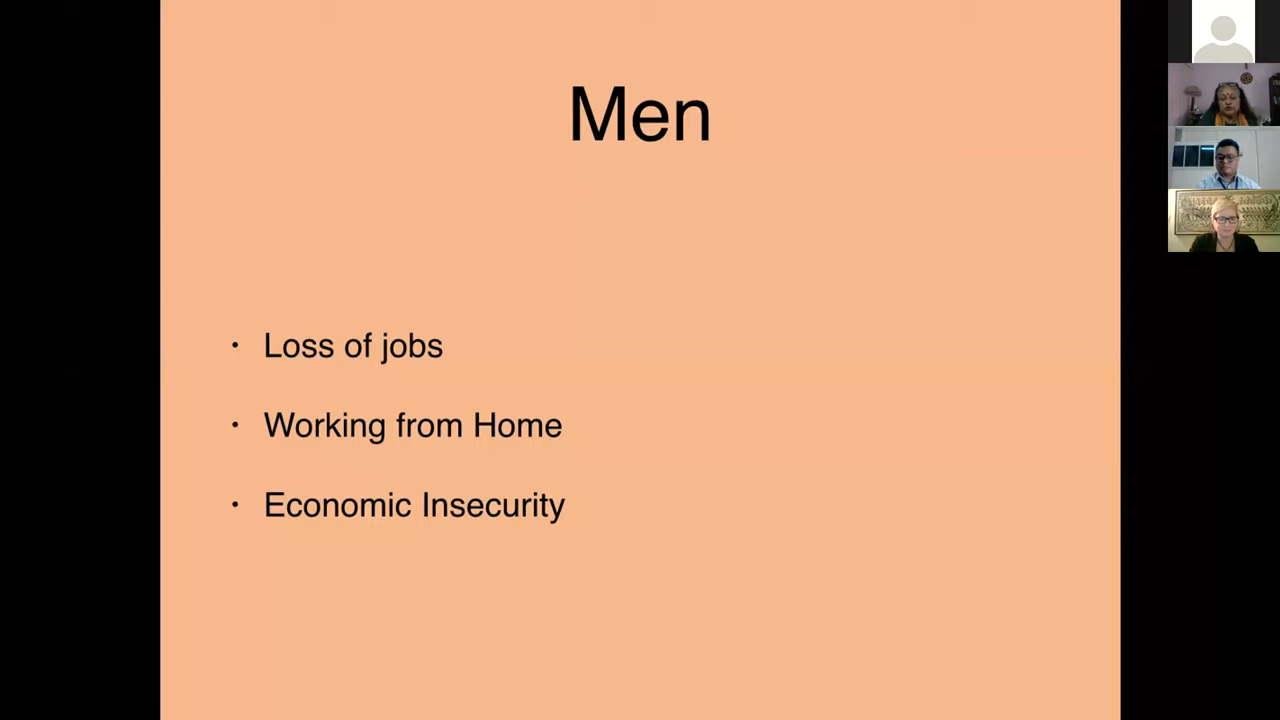 Men
• Loss of jobs
• Working from Home
• Economic Insecurity